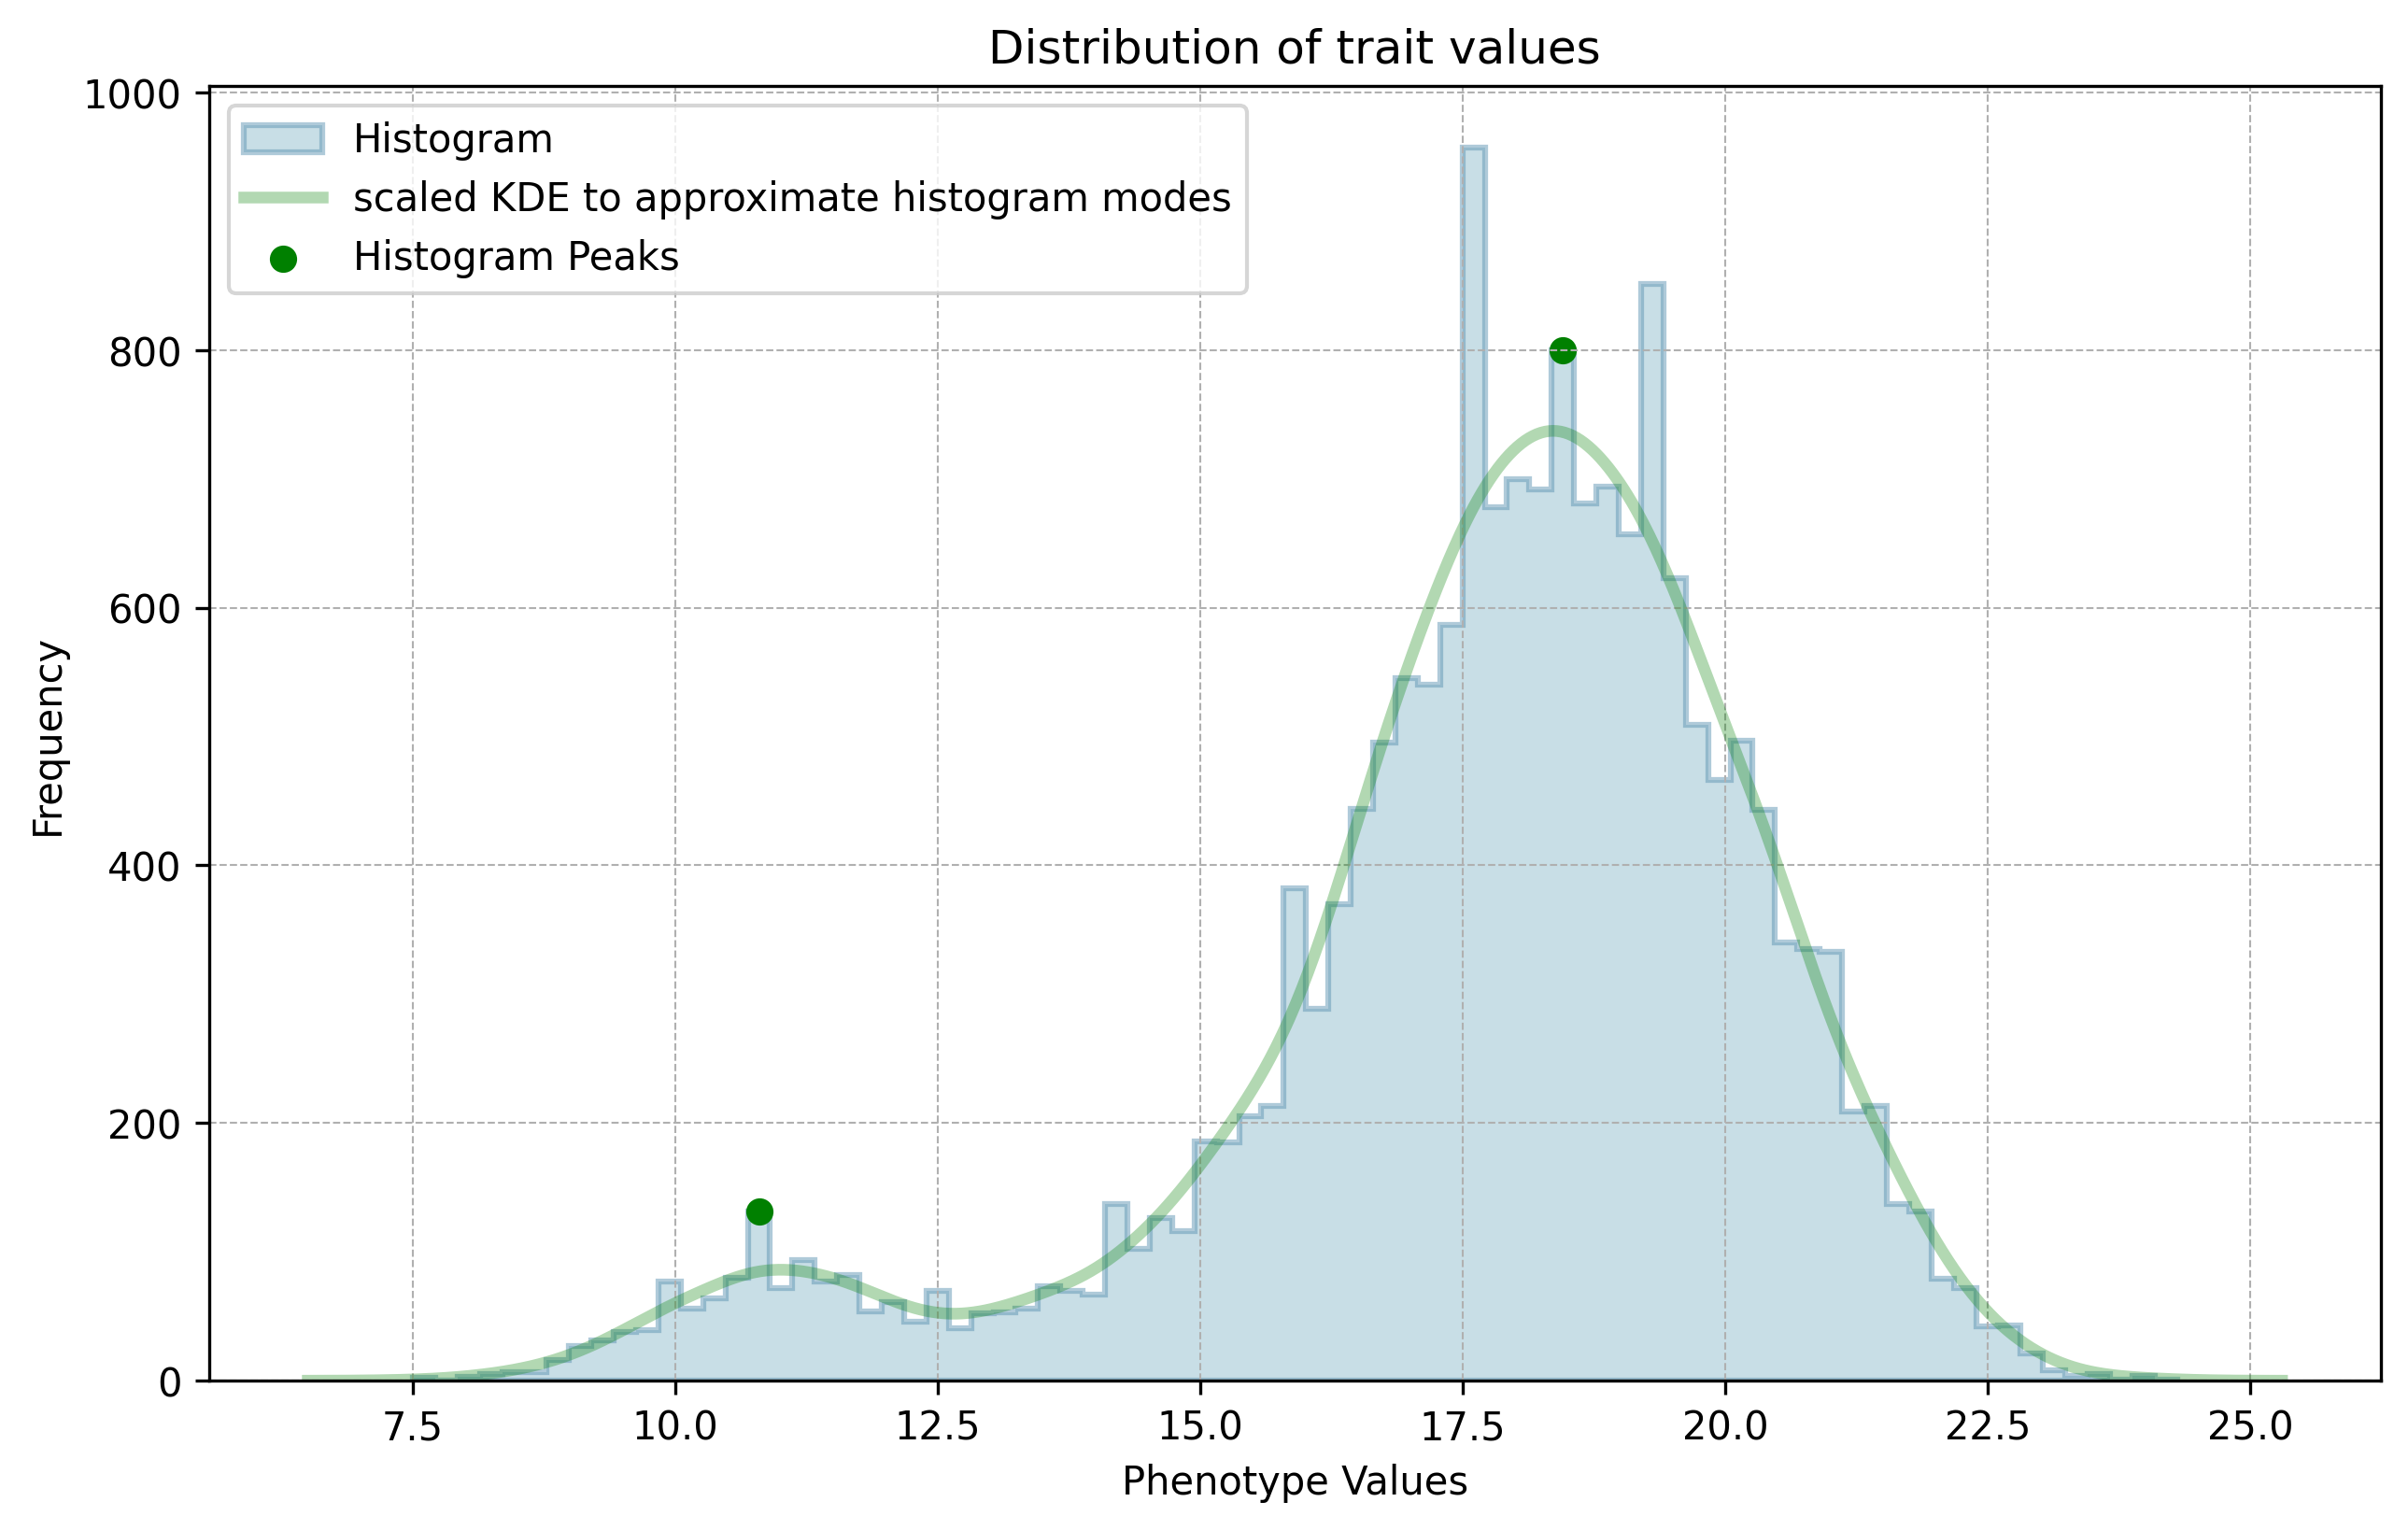 Distribution of trait values
1000
800
600
400
200
0
Frequency
Histogram
scaled KDE to approximate histogram modes
Histogram Peaks
7.5 10.0 12.5 15.0 17.5 20.0 22.5 25.0
Phenotype Values